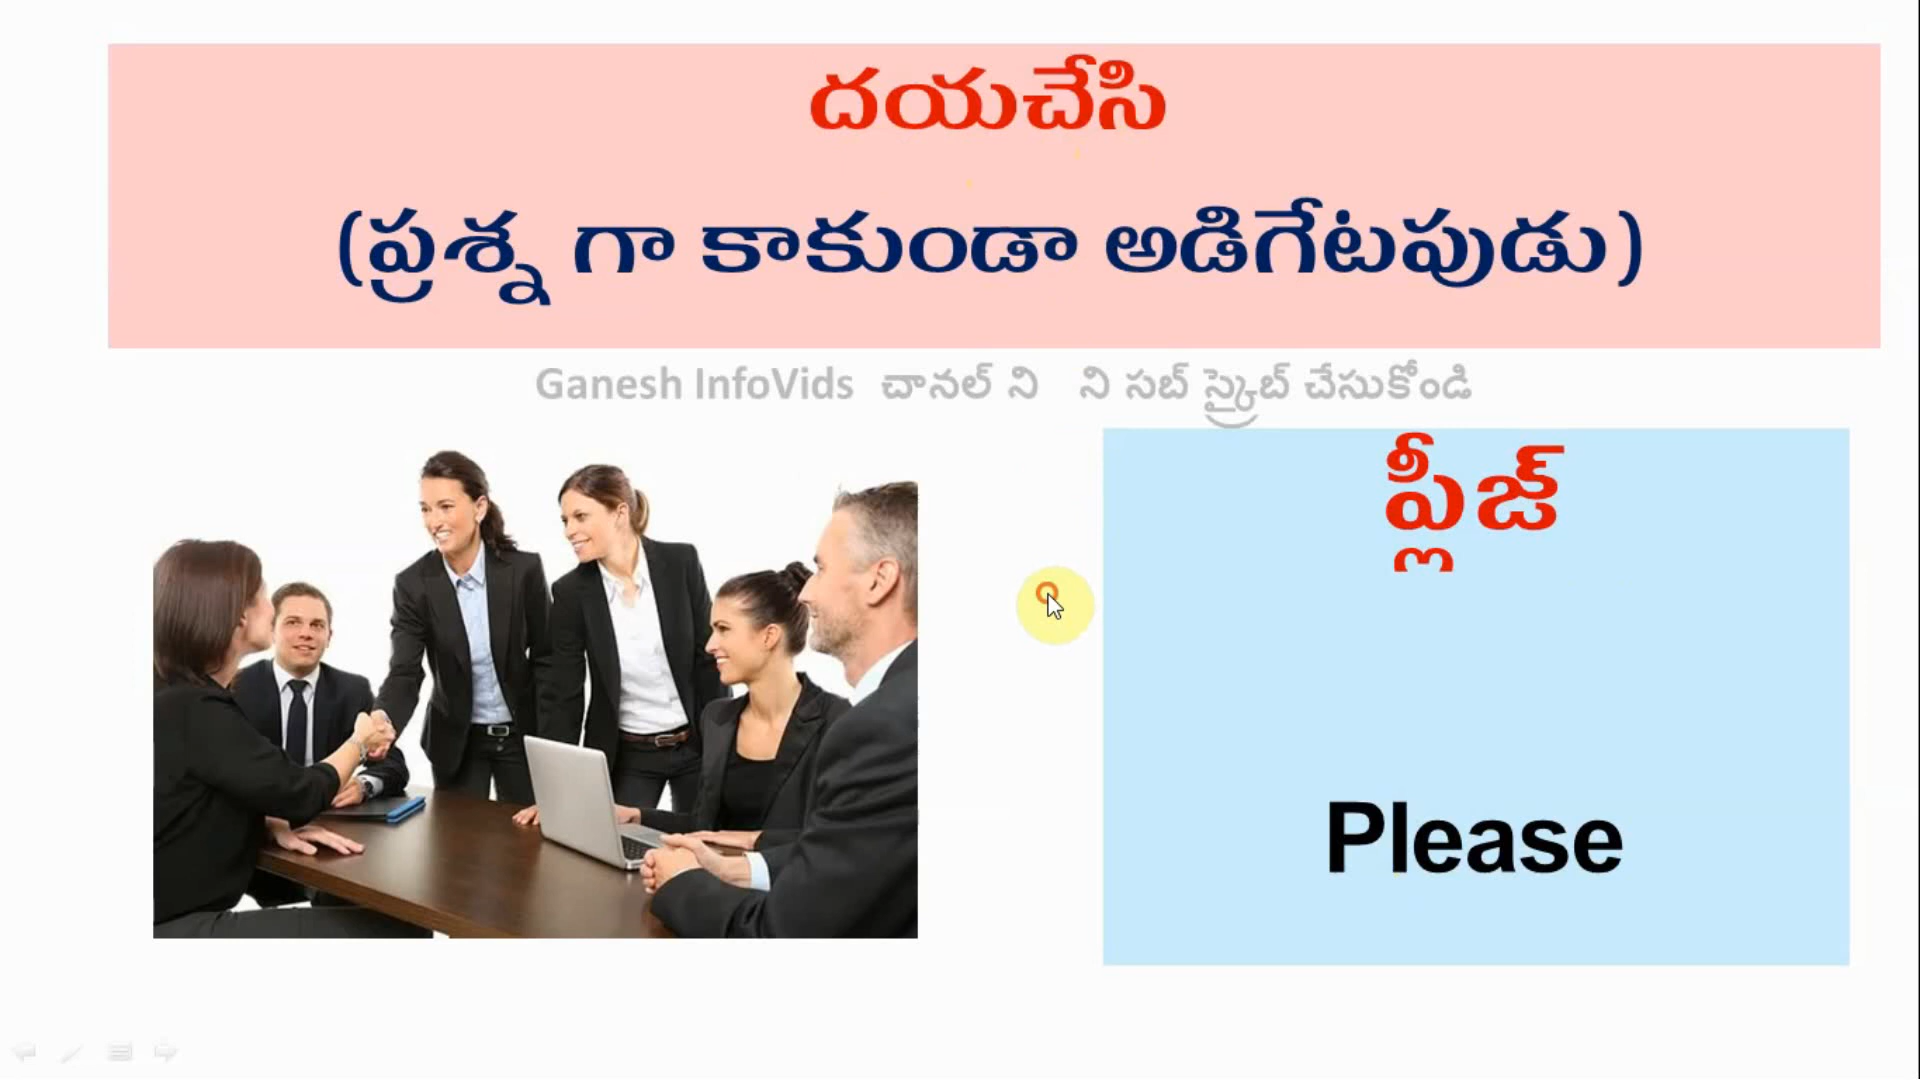 దయచేసి
(ప్రశ్న గా కాకుండా అడిగేటపుడు)
Ganesh InfoVids చానల్ ని ని సబ్ స్క్రైబ్ చేసుకోండి
ప్లీజ్
Please